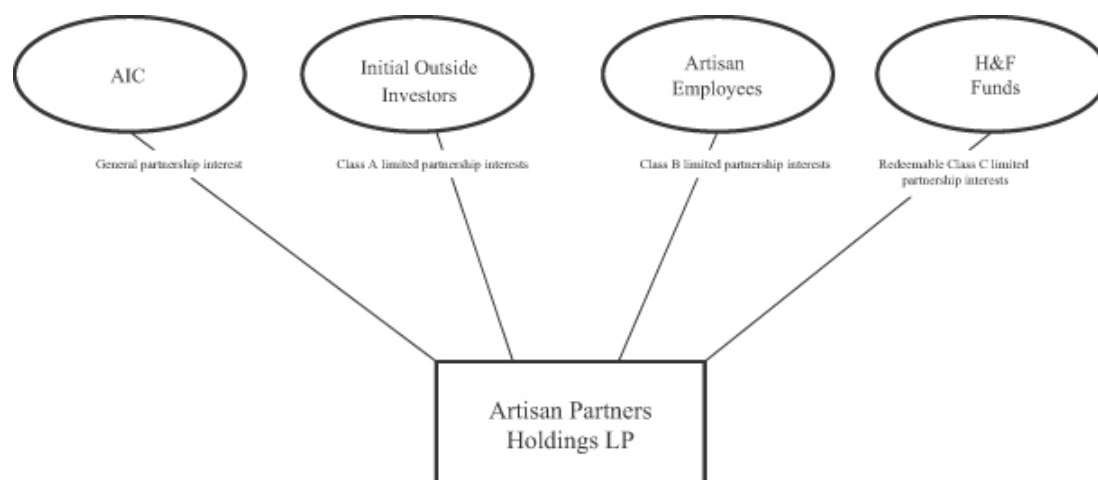 AIC
Initial Outside
Investors
Artisan
Employees
H&F
Funds
General partnership interest
Class A limited partnership interests
Class B limited partnership interests
Redeemable Class C limited
partnership interests
Artisan Partners
Holdings LP